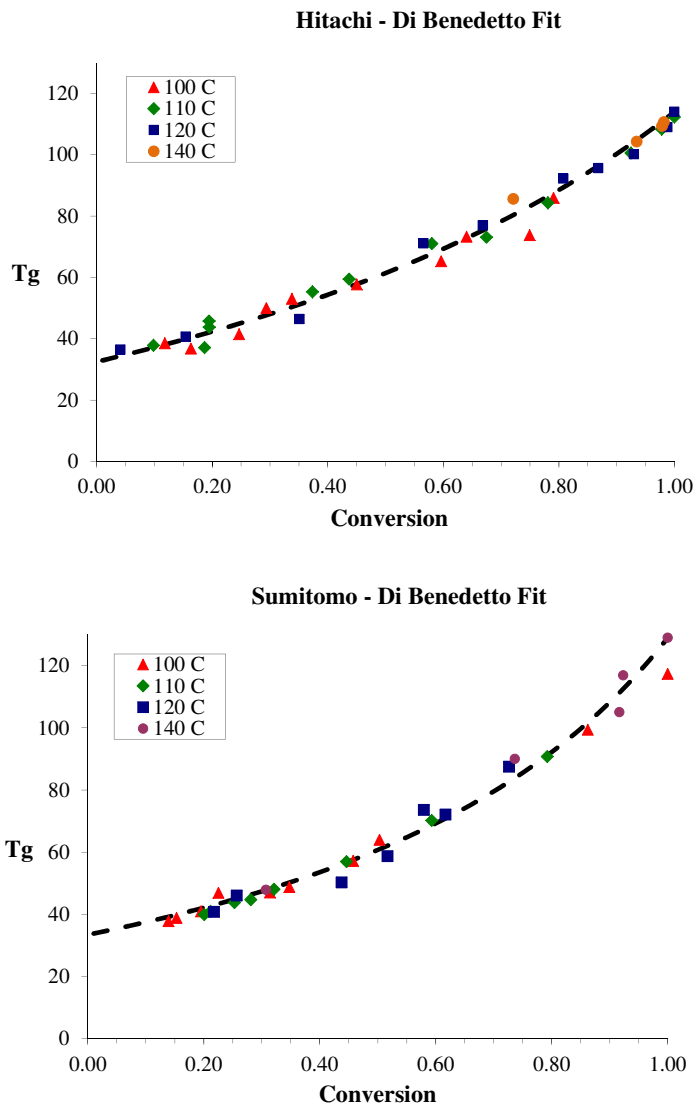 Hitachi - Di Benedetto Fit
100 C
110 C
120 C
140 C
120
100
80
60
40
20
0
Tg
0.00 0.20 0.40 0.60 0.80 1.00
Conversion
Sumitomo - Di Benedetto Fit
100 C
110 C
120 C
140 C
120
100
80
60
40
20
0
Tg
0.00 0.20 0.40 0.60 0.80 1.00
Conversion